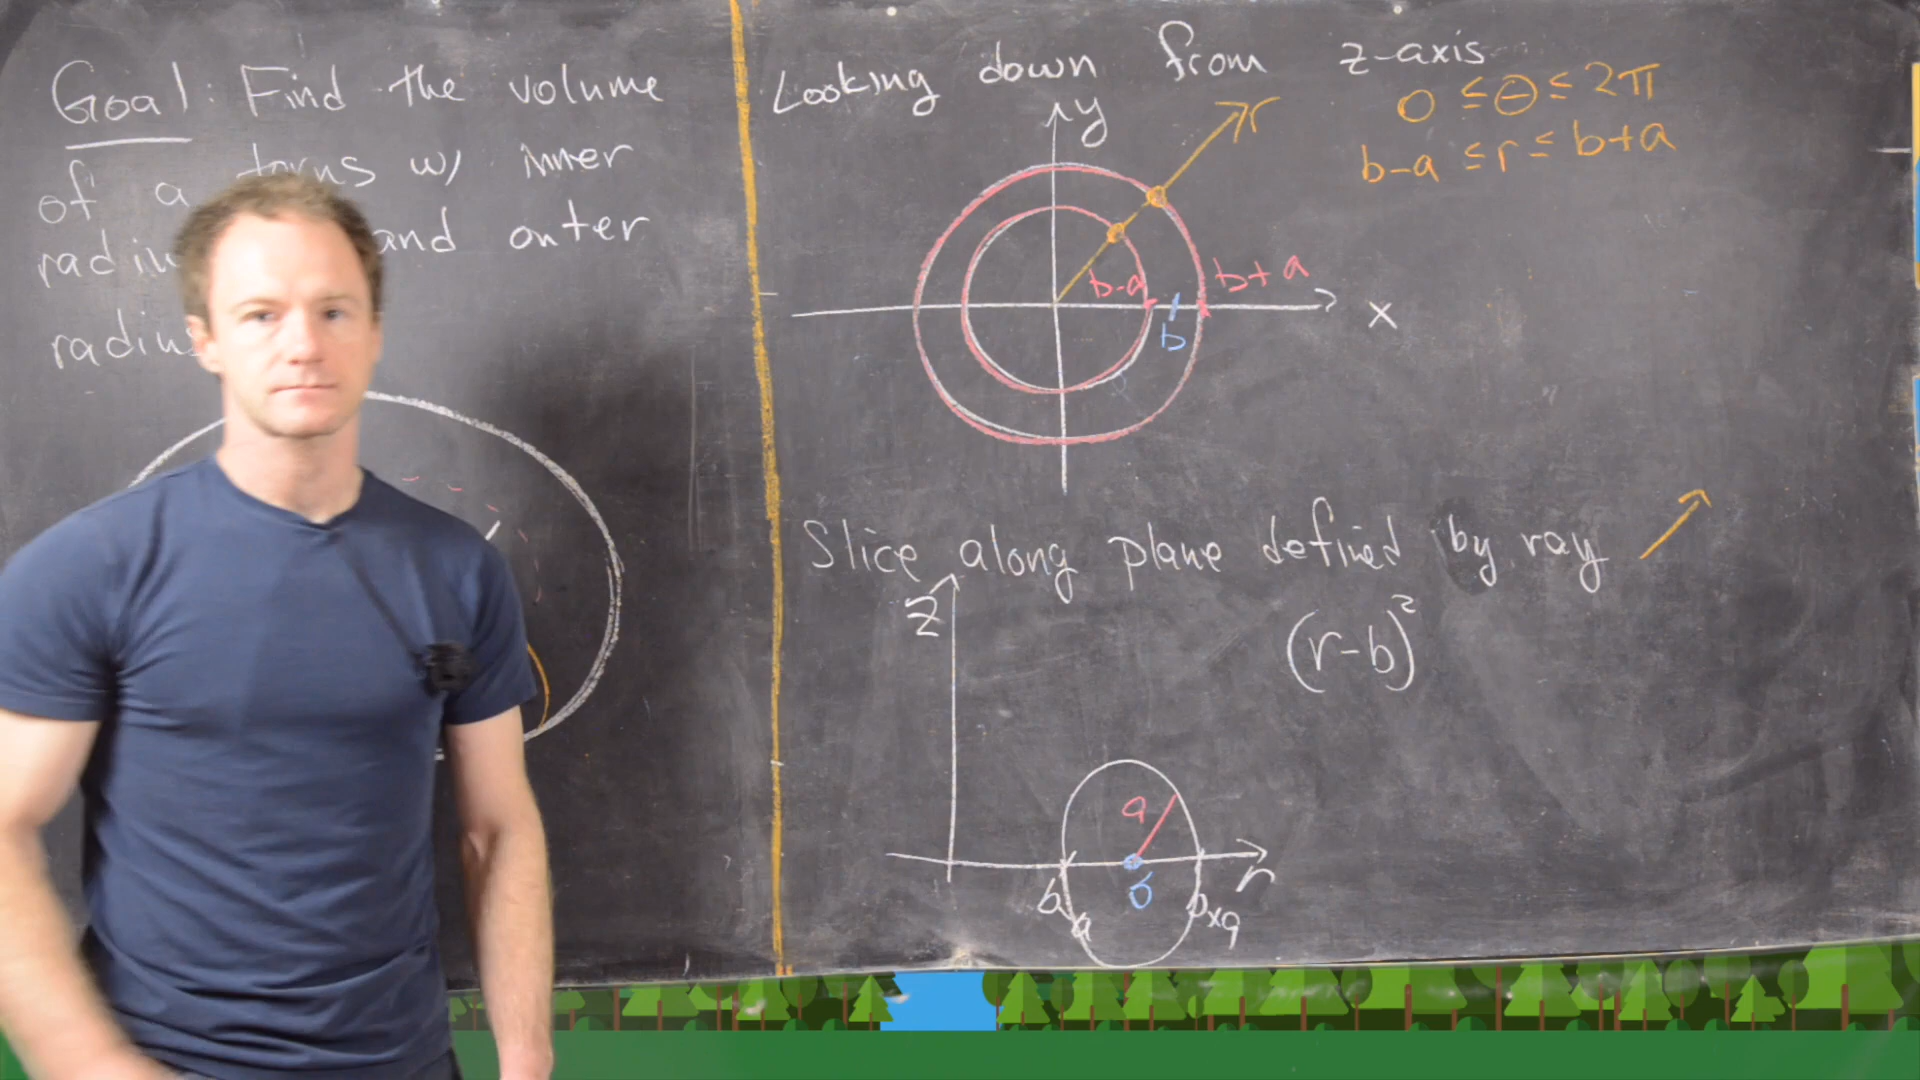 Goal: Find the volume
of a torus w/ inner
and outer
Looking down from z-axis
0 ≤ Θ ≤ 2π
b-a ≤ r ≤ b+a
y
r
b-a
b+a
b
x
Slice along plane defined by ray
z
(r-b)²
a
r
b-a
b
b+a